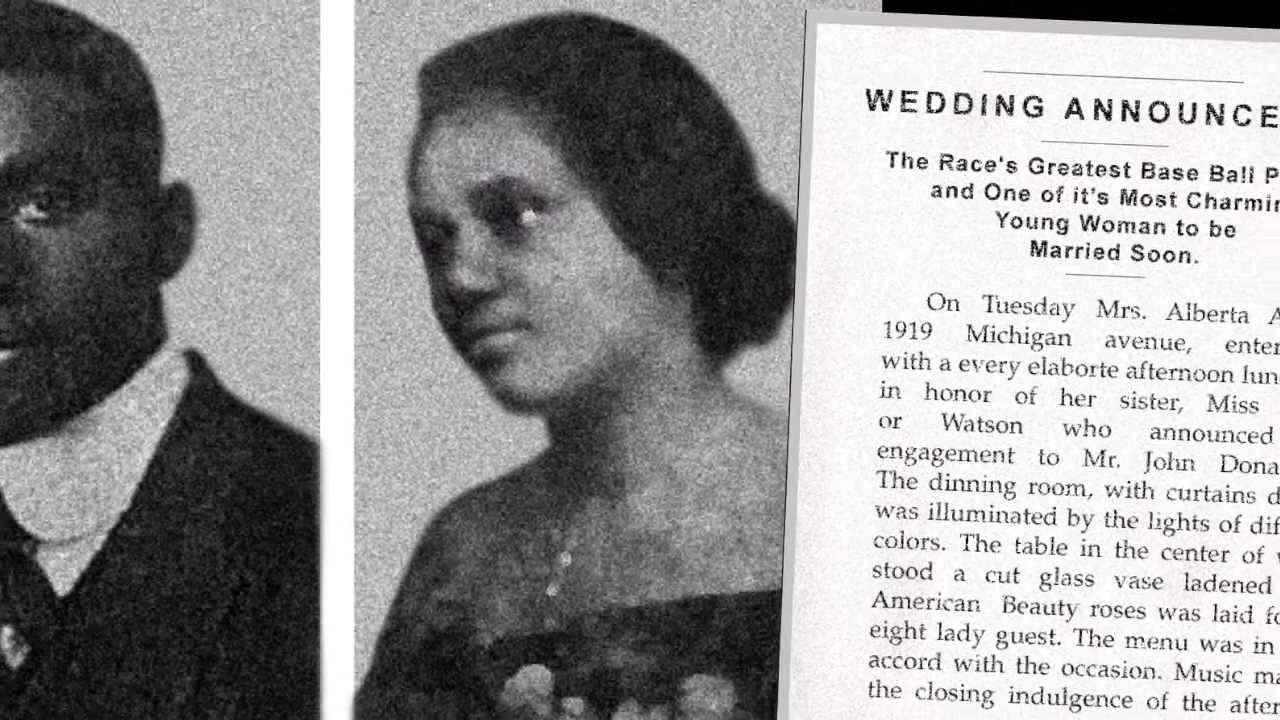 WEDDING ANNOUNCE
The Race's Greatest Base Ball P
and One of it's Most Charmin
Young Woman to be
Married Soon.
On Tuesday Mrs. Alberta A
1919 Michigan avenue, enter
with a every elaborte afternoon lun
in honor of her sister, Miss
or Watson who announced
engagement to Mr. John Dona
The dinning room, with curtains d
was illuminated by the lights of dif
colors. The table in the center of w
stood a cut glass vase ladened
American Beauty roses was laid fo
eight lady guest. The menu was in
accord with the occasion. Music ma
the closing indulgence of the after